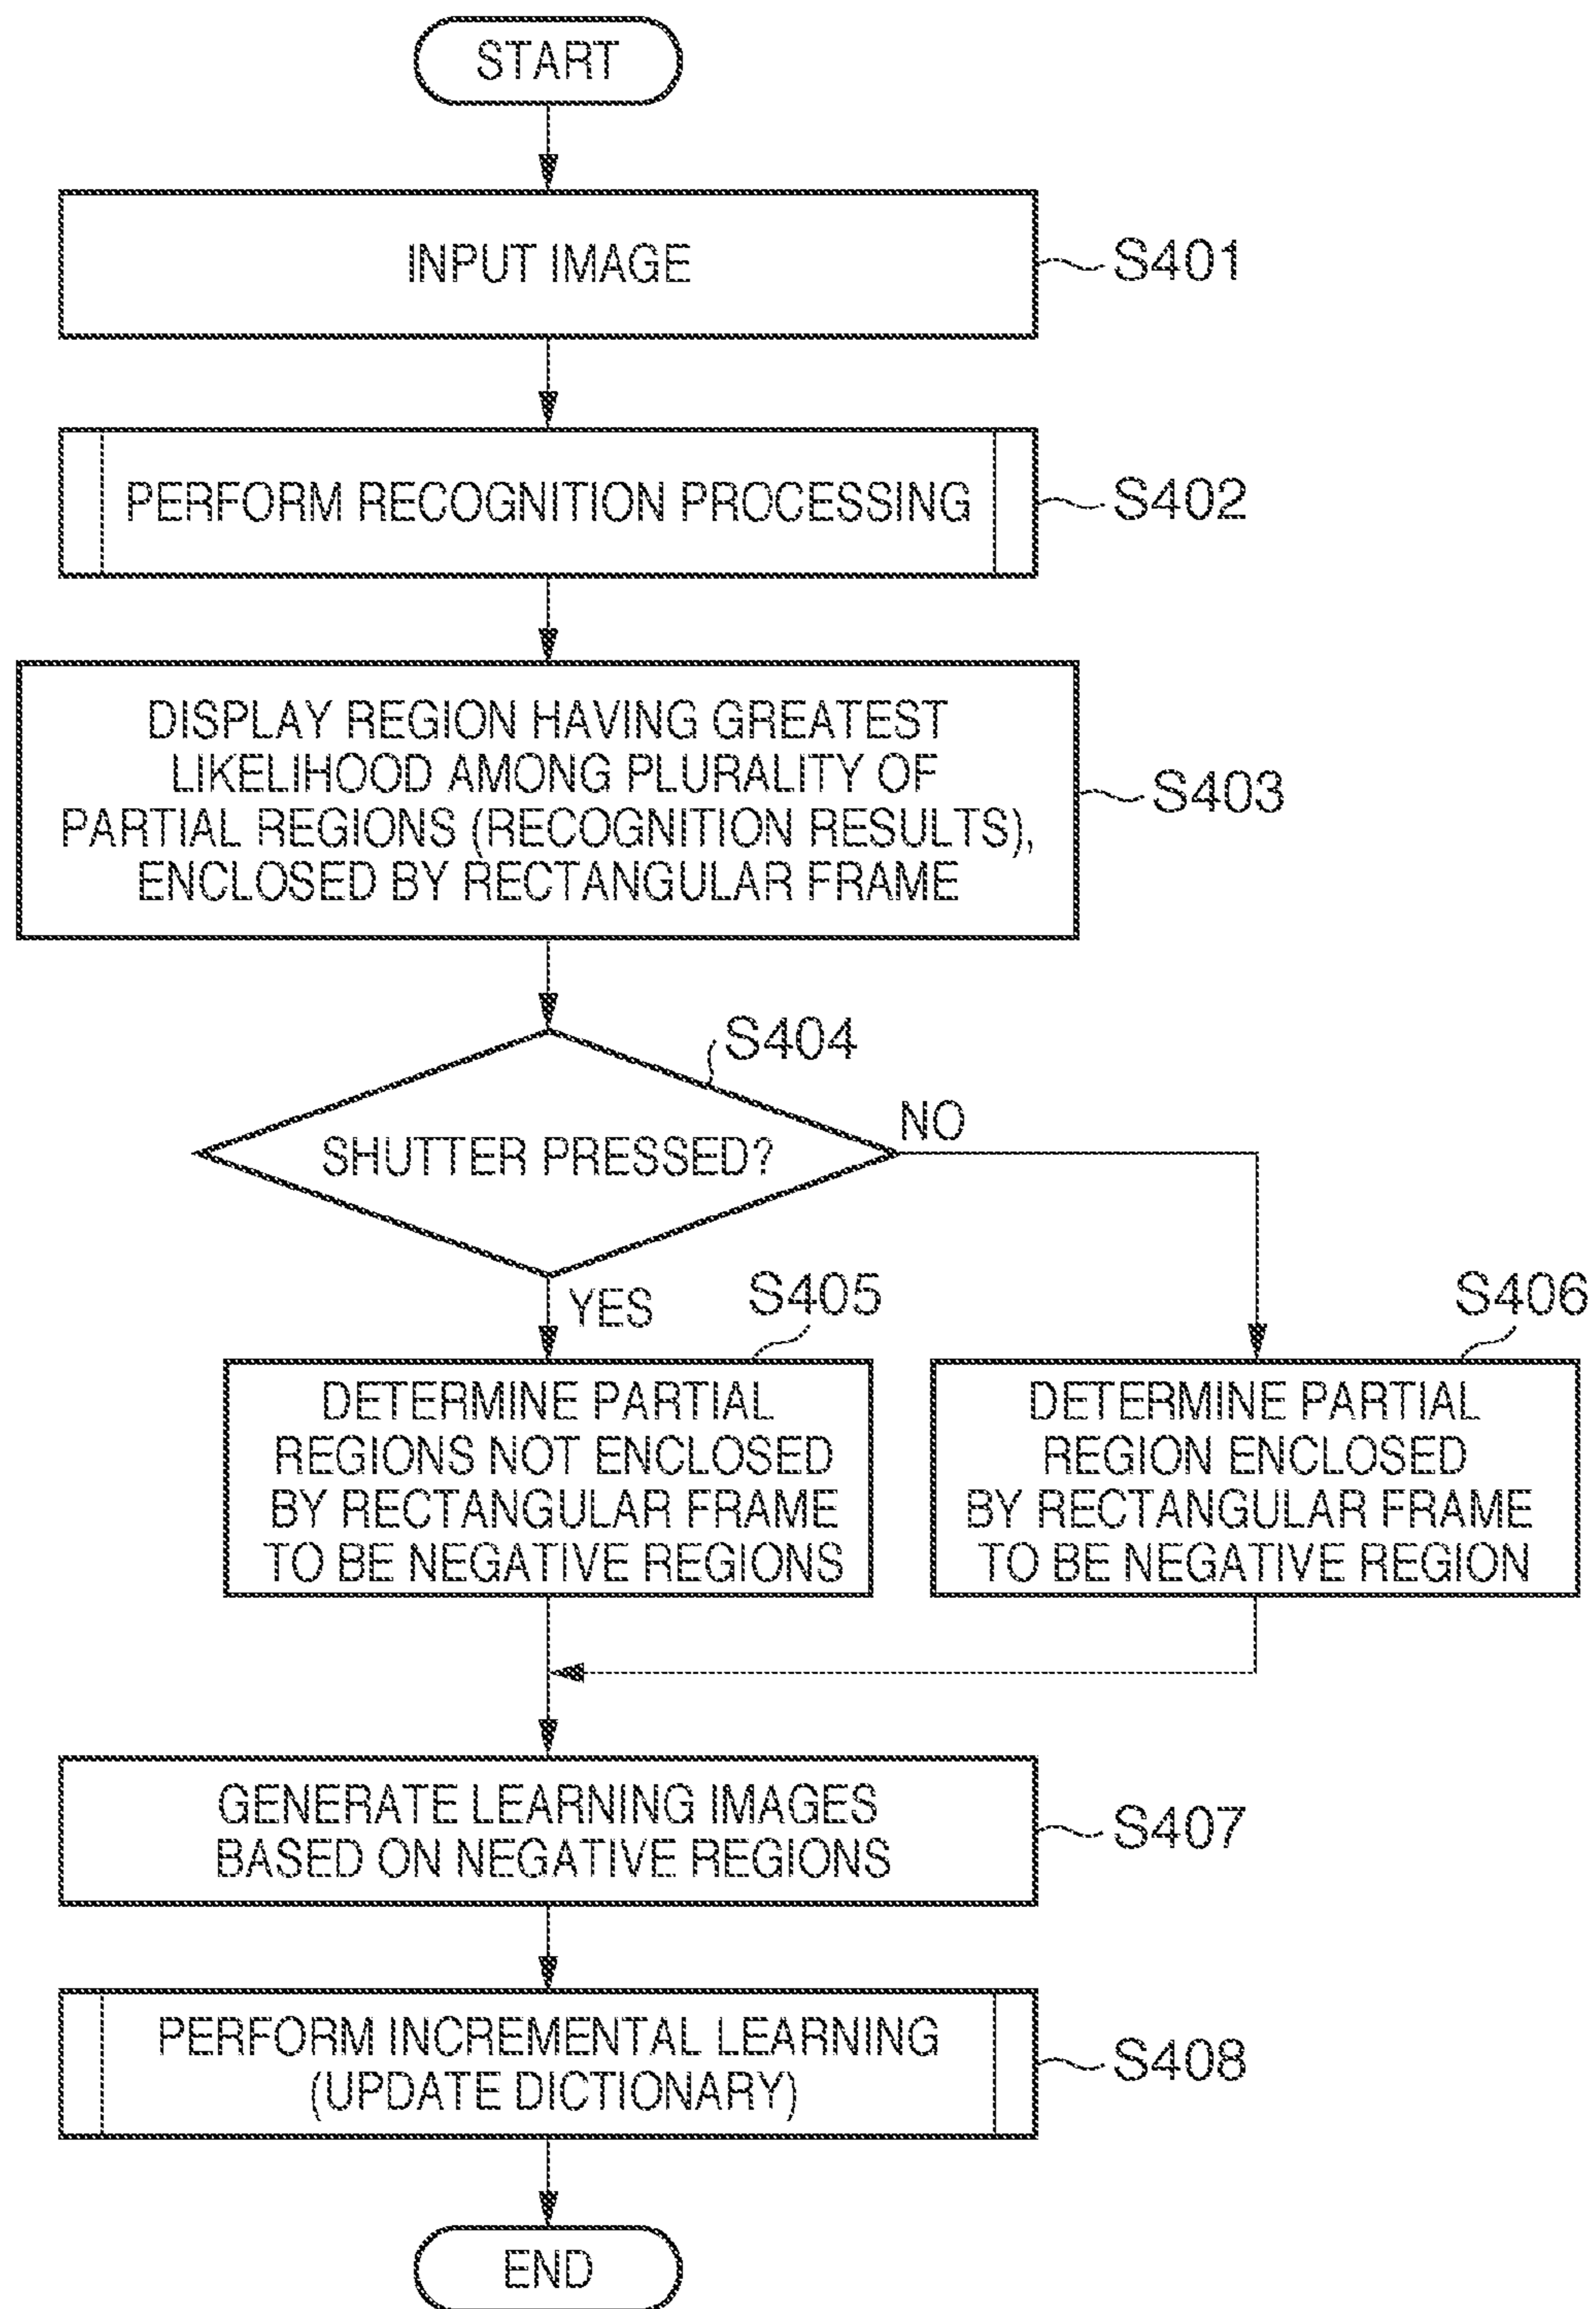 START
INPUT IMAGE
S401
PERFORM RECOGNITION PROCESSING
S402
DISPLAY REGION HAVING GREATEST
LIKELIHOOD AMONG PLURALITY OF
PARTIAL REGIONS (RECOGNITION RESULTS),
ENCLOSED BY RECTANGULAR FRAME
S403
S404
SHUTTER PRESSED?
NO
YES
S405
DETERMINE PARTIAL
REGIONS NOT ENCLOSED
BY RECTANGULAR FRAME
TO BE NEGATIVE REGIONS
S406
DETERMINE PARTIAL
REGION ENCLOSED
BY RECTANGULAR FRAME
TO BE NEGATIVE REGION
GENERATE LEARNING IMAGES
BASED ON NEGATIVE REGIONS
S407
PERFORM INCREMENTAL LEARNING
(UPDATE DICTIONARY)
S408
END